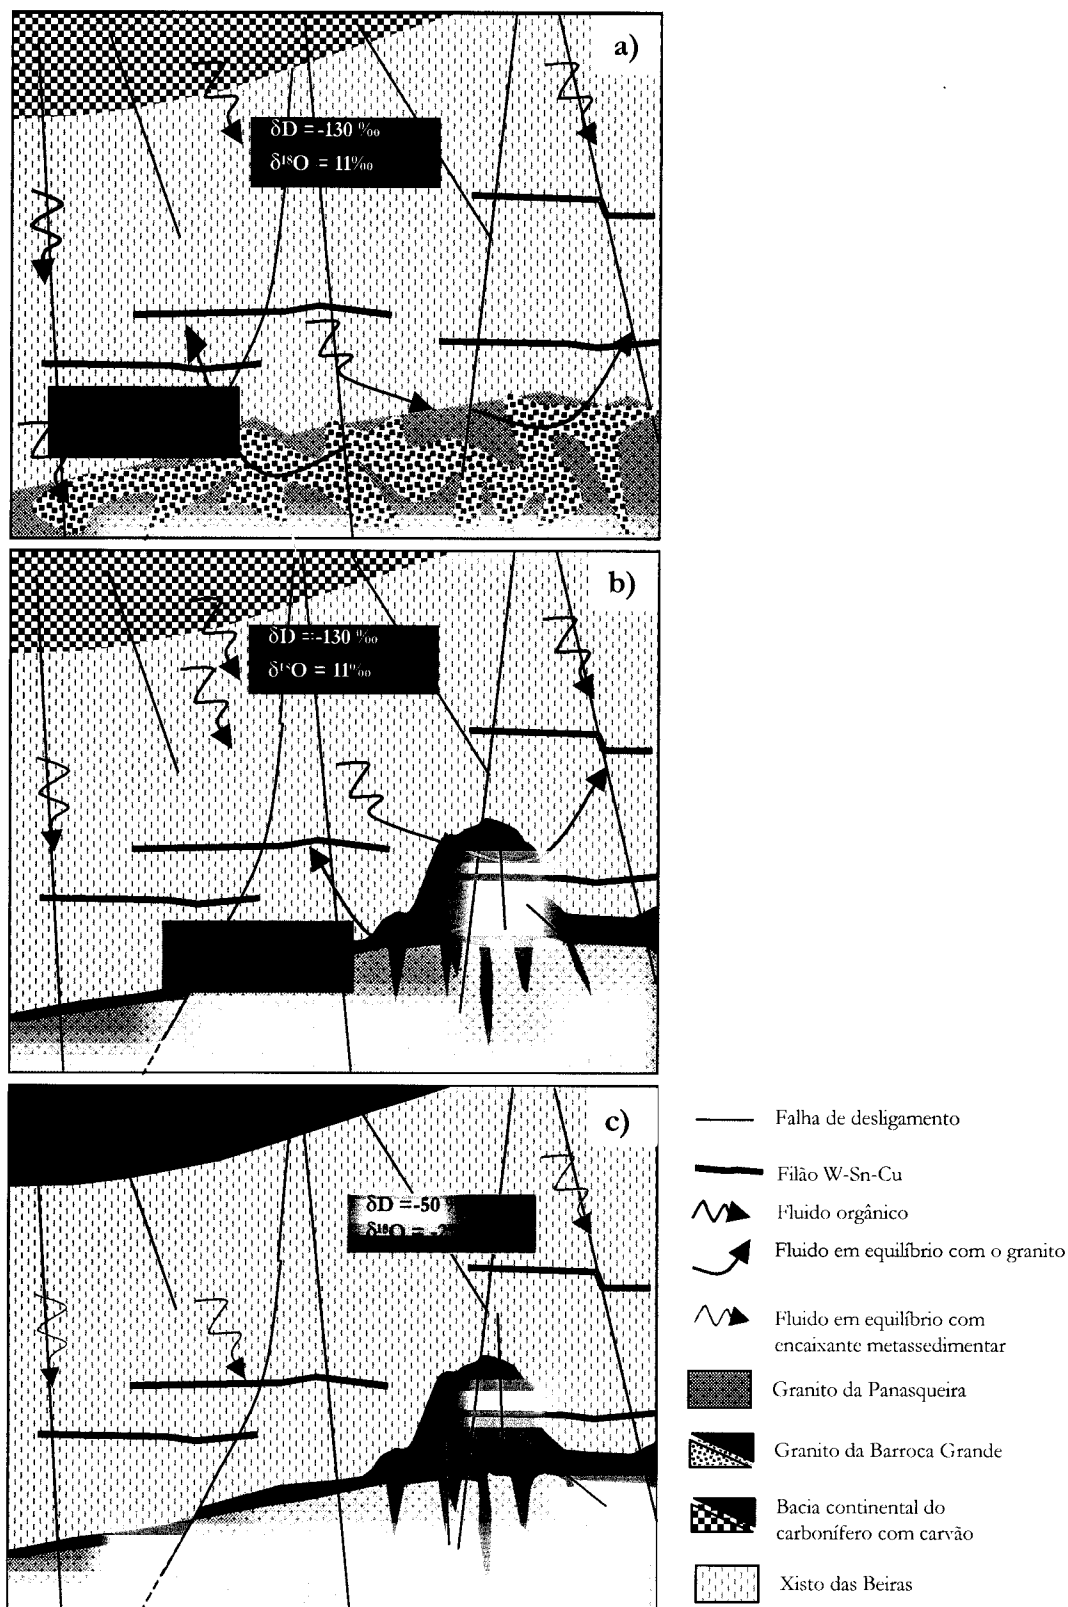 a)
δD = -130 ‰
δ¹⁸O = 11‰
b)
δD = -130 ‰
δ¹⁸O = 11‰
c)
δD = -50
δ¹⁸O =
Falha de desligamento
Filão W-Sn-Cu
Fluido orgânico
Fluido em equilíbrio com o granito
Fluido em equilíbrio com
encaixante metassedimentar
Granito da Panasqueira
Granito da Barroca Grande
Bacia continental do
carbonífero com carvão
Xisto das Beiras